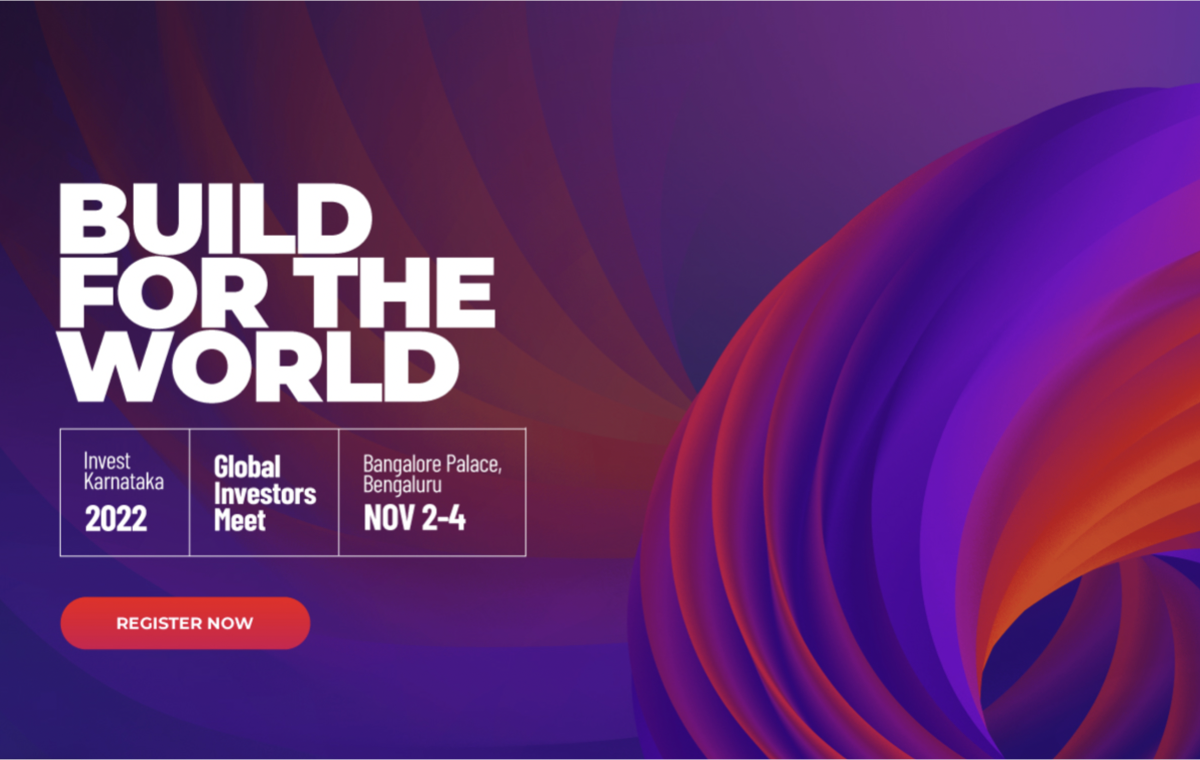 BUILD
FOR THE
WORLD
Invest
Karnataka
2022
Global
Investors
Meet
Bangalore Palace,
Bengaluru
NOV 2-4
REGISTER NOW